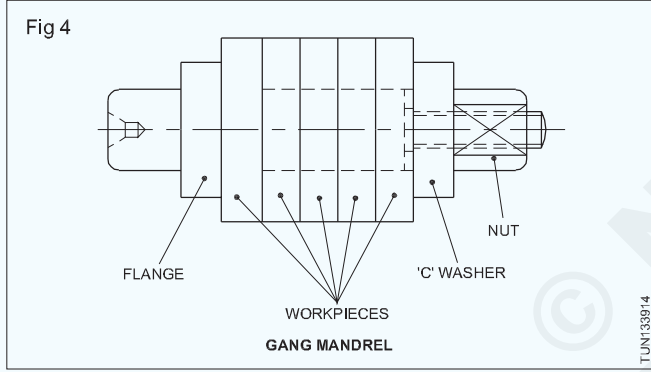 Fig 4
NUT
FLANGE
'C' WASHER
WORKPIECES
GANG MANDREL
©
TUN133914